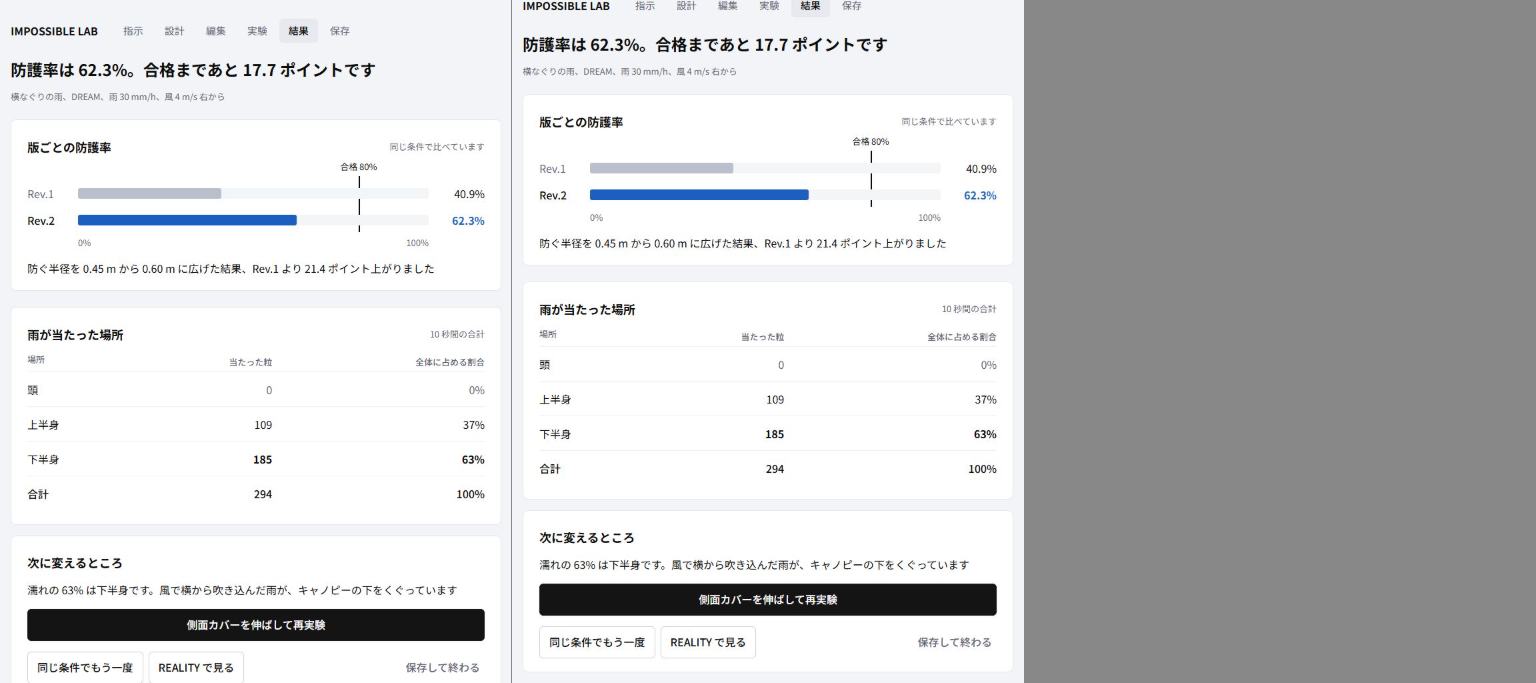 IMPOSSIBLE LAB 指示 設計 編集 実験 結果 保存
防護率は 62.3%。合格まであと 17.7 ポイントです
横なぐりの雨、DREAM、雨 30 mm/h、風 4 m/s 右から
版ごとの防護率 同じ条件で比べています
合格 80%
Rev.1 40.9%
Rev.2 62.3%
0% 100%
防ぐ半径を 0.45 m から 0.60 m に広げた結果、Rev.1 より 21.4 ポイント上がりました
雨が当たった場所 10 秒間の合計
場所 当たった粒 全体に占める割合
頭 0 0%
上半身 109 37%
下半身 185 63%
合計 294 100%
次に変えるところ
濡れの 63% は下半身です。風で横から吹き込んだ雨が、キャノピーの下をくぐっています
側面カバーを伸ばして再実験
同じ条件でもう一度 REALITY で見る 保存して終わる
IMPOSSIBLE LAB 指示 設計 編集 実験 結果 保存
防護率は 62.3%。合格まであと 17.7 ポイントです
横なぐりの雨、DREAM、雨 30 mm/h、風 4 m/s 右から
版ごとの防護率 同じ条件で比べています
合格 80%
Rev.1 40.9%
Rev.2 62.3%
0% 100%
防ぐ半径を 0.45 m から 0.60 m に広げた結果、Rev.1 より 21.4 ポイント上がりました
雨が当たった場所 10 秒間の合計
場所 当たった粒 全体に占める割合
頭 0 0%
上半身 109 37%
下半身 185 63%
合計 294 100%
次に変えるところ
濡れの 63% は下半身です。風で横から吹き込んだ雨が、キャノピーの下をくぐっています
側面カバーを伸ばして再実験
同じ条件でもう一度 REALITY で見る 保存して終わる